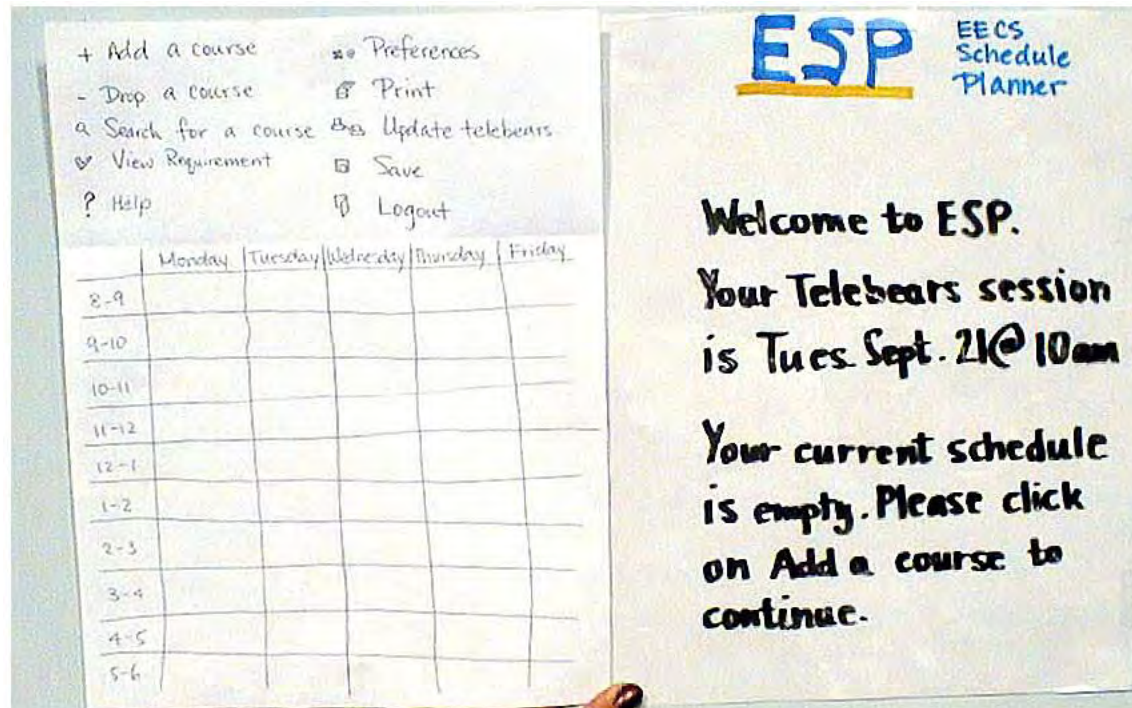 + Add a course
- Drop a course
Search for a course
View Requirement
? Help
Preferences
Print
Update telebears
Save
Logout
Monday Tuesday Wednesday Thursday Friday
8-9
9-10
10-11
11-12
12-1
1-2
2-3
3-4
4-5
5-6
ESP
EECS
Schedule
Planner
Welcome to ESP.
Your Telebears session
is Tues. Sept. 21@10am
Your current schedule
is empty. Please click
on Add a course to
continue.